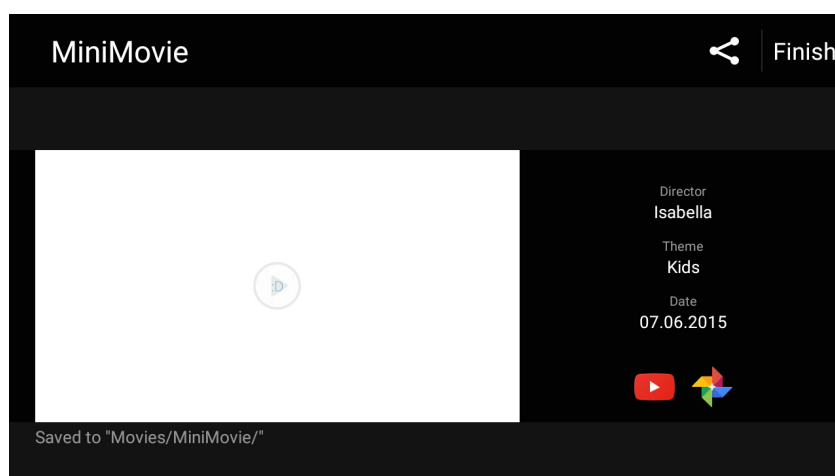 MiniMovie
Finish
:D
Director
Isabella
Theme
Kids
Date
07.06.2015
Saved to "Movies/MiniMovie/"